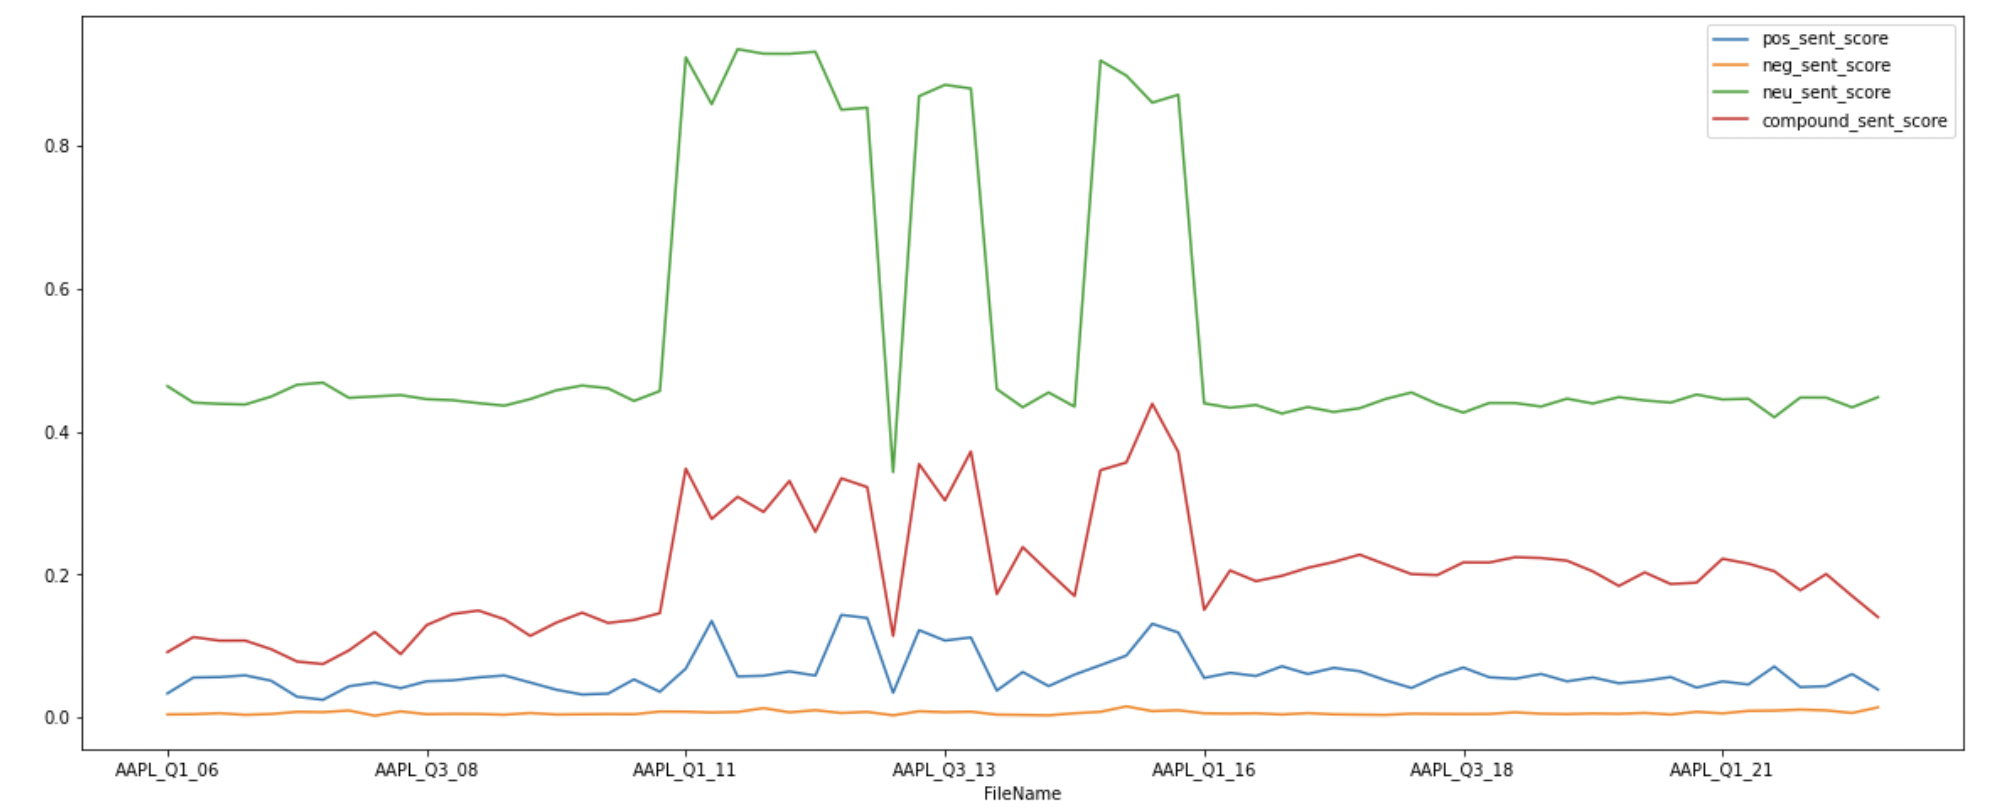 pos_sent_score
neg_sent_score
neu_sent_score
compound_sent_score
0.8
0.6
0.4
0.2
0.0
AAPL_Q1_06 AAPL_Q3_08 AAPL_Q1_11 AAPL_Q3_13 AAPL_Q1_16 AAPL_Q3_18 AAPL_Q1_21
FileName